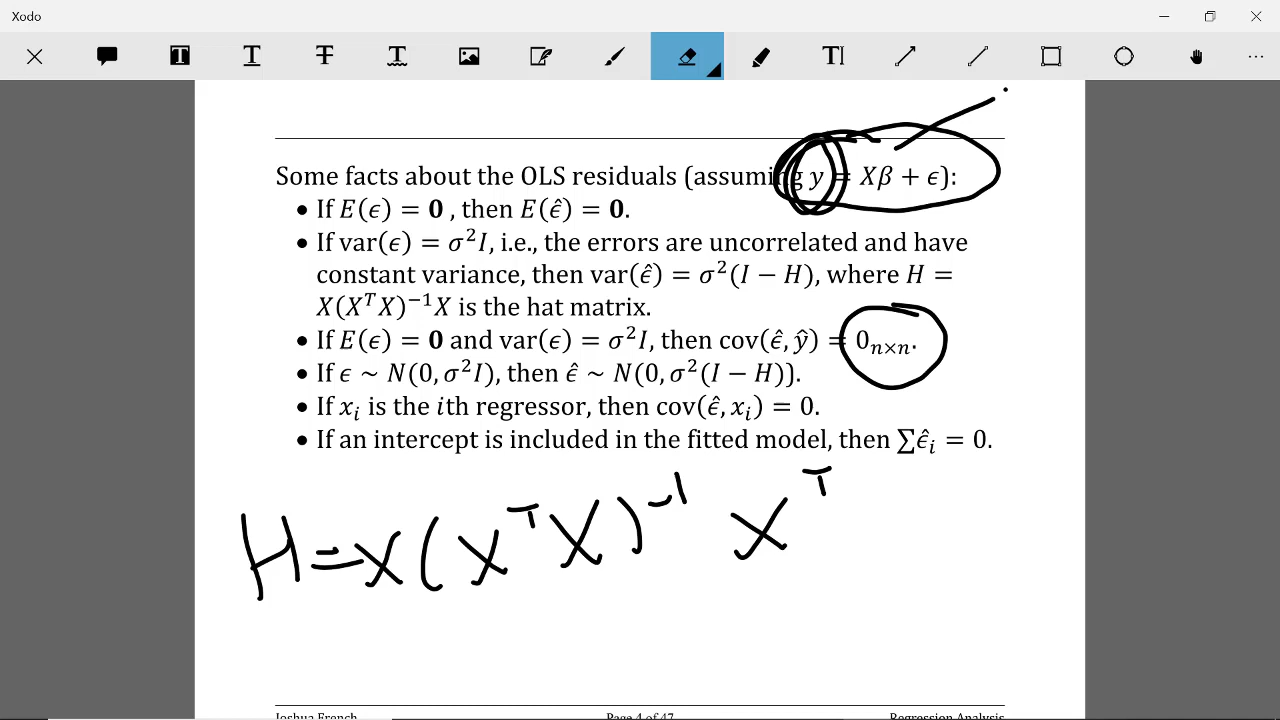 Xodo
Some facts about the OLS residuals (assuming y = Xβ + ϵ):
• If E(ϵ) = 0 , then E(ϵ̂) = 0.
• If var(ϵ) = σ²I, i.e., the errors are uncorrelated and have
constant variance, then var(ϵ̂) = σ²(I − H), where H =
X(XᵀX)⁻¹X is the hat matrix.
• If E(ϵ) = 0 and var(ϵ) = σ²I, then cov(ϵ̂, ŷ) = 0ₙₓₙ.
• If ϵ ~ N(0, σ²I), then ϵ̂ ~ N(0, σ²(I − H)).
• If xᵢ is the ith regressor, then cov(ϵ̂, xᵢ) = 0.
• If an intercept is included in the fitted model, then ∑ϵ̂ᵢ = 0.
H=X(XᵀX)⁻¹ Xᵀ
Joshua French Page 4 of 47 Regression Analysis